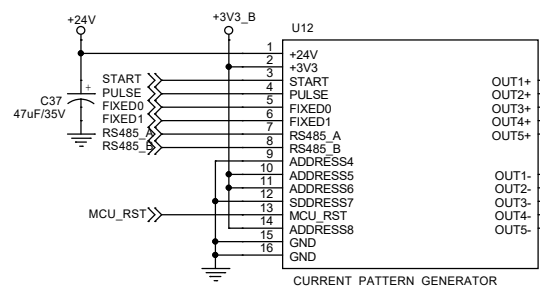 +24V +3V3_B U12
1 +24V
2 +3V3
START 3 START OUT1+
PULSE 4 PULSE OUT2+
FIXED0 5 FIXED0 OUT3+
FIXED1 6 FIXED1 OUT4+
RS485_A 7 RS485_A OUT5+
RS485_B 8 RS485_B
9 ADDRESS4
10 ADDRESS5 OUT1-
11 ADDRESS6 OUT2-
12 SDDRESS7 OUT3-
MCU_RST 13 MCU_RST OUT4-
14 ADDRESS8 OUT5-
15 GND
16 GND
+
C37
47uF/35V
CURRENT PATTERN GENERATOR